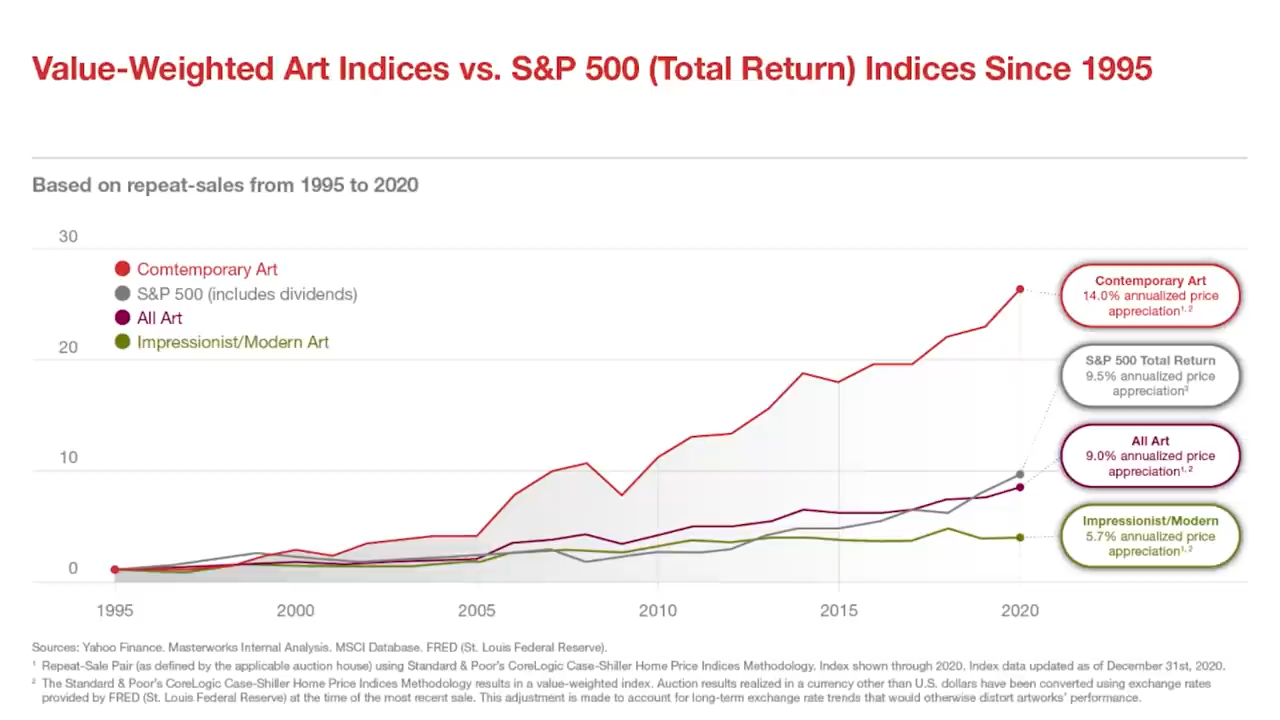 Value-Weighted Art Indices vs. S&P 500 (Total Return) Indices Since 1995
Based on repeat-sales from 1995 to 2020
30
20
10
0
Comtemporary Art
S&P 500 (includes dividends)
All Art
Impressionist/Modern Art
Contemporary Art
14.0% annualized price
appreciation¹,²
S&P 500 Total Return
9.5% annualized price
appreciation³
All Art
9.0% annualized price
appreciation¹,²
Impressionist/Modern
5.7% annualized price
appreciation¹,²
1995 2000 2005 2010 2015 2020
Sources: Yahoo Finance. Masterworks Internal Analysis. MSCI Database. FRED (St. Louis Federal Reserve).
¹ Repeat-Sale Pair (as defined by the applicable auction house) using Standard & Poor's CoreLogic Case-Shiller Home Price Indices Methodology. Index shown through 2020. Index data updated as of December 31st, 2020.
² The Standard & Poor's CoreLogic Case-Shiller Home Price Indices Methodology results in a value-weighted index. Auction results realized in a currency other than U.S. dollars have been converted using exchange rates
provided by FRED (St. Louis Federal Reserve) at the time of the most recent sale. This adjustment is made to account for long-term exchange rate trends that would otherwise distort artworks' performance.